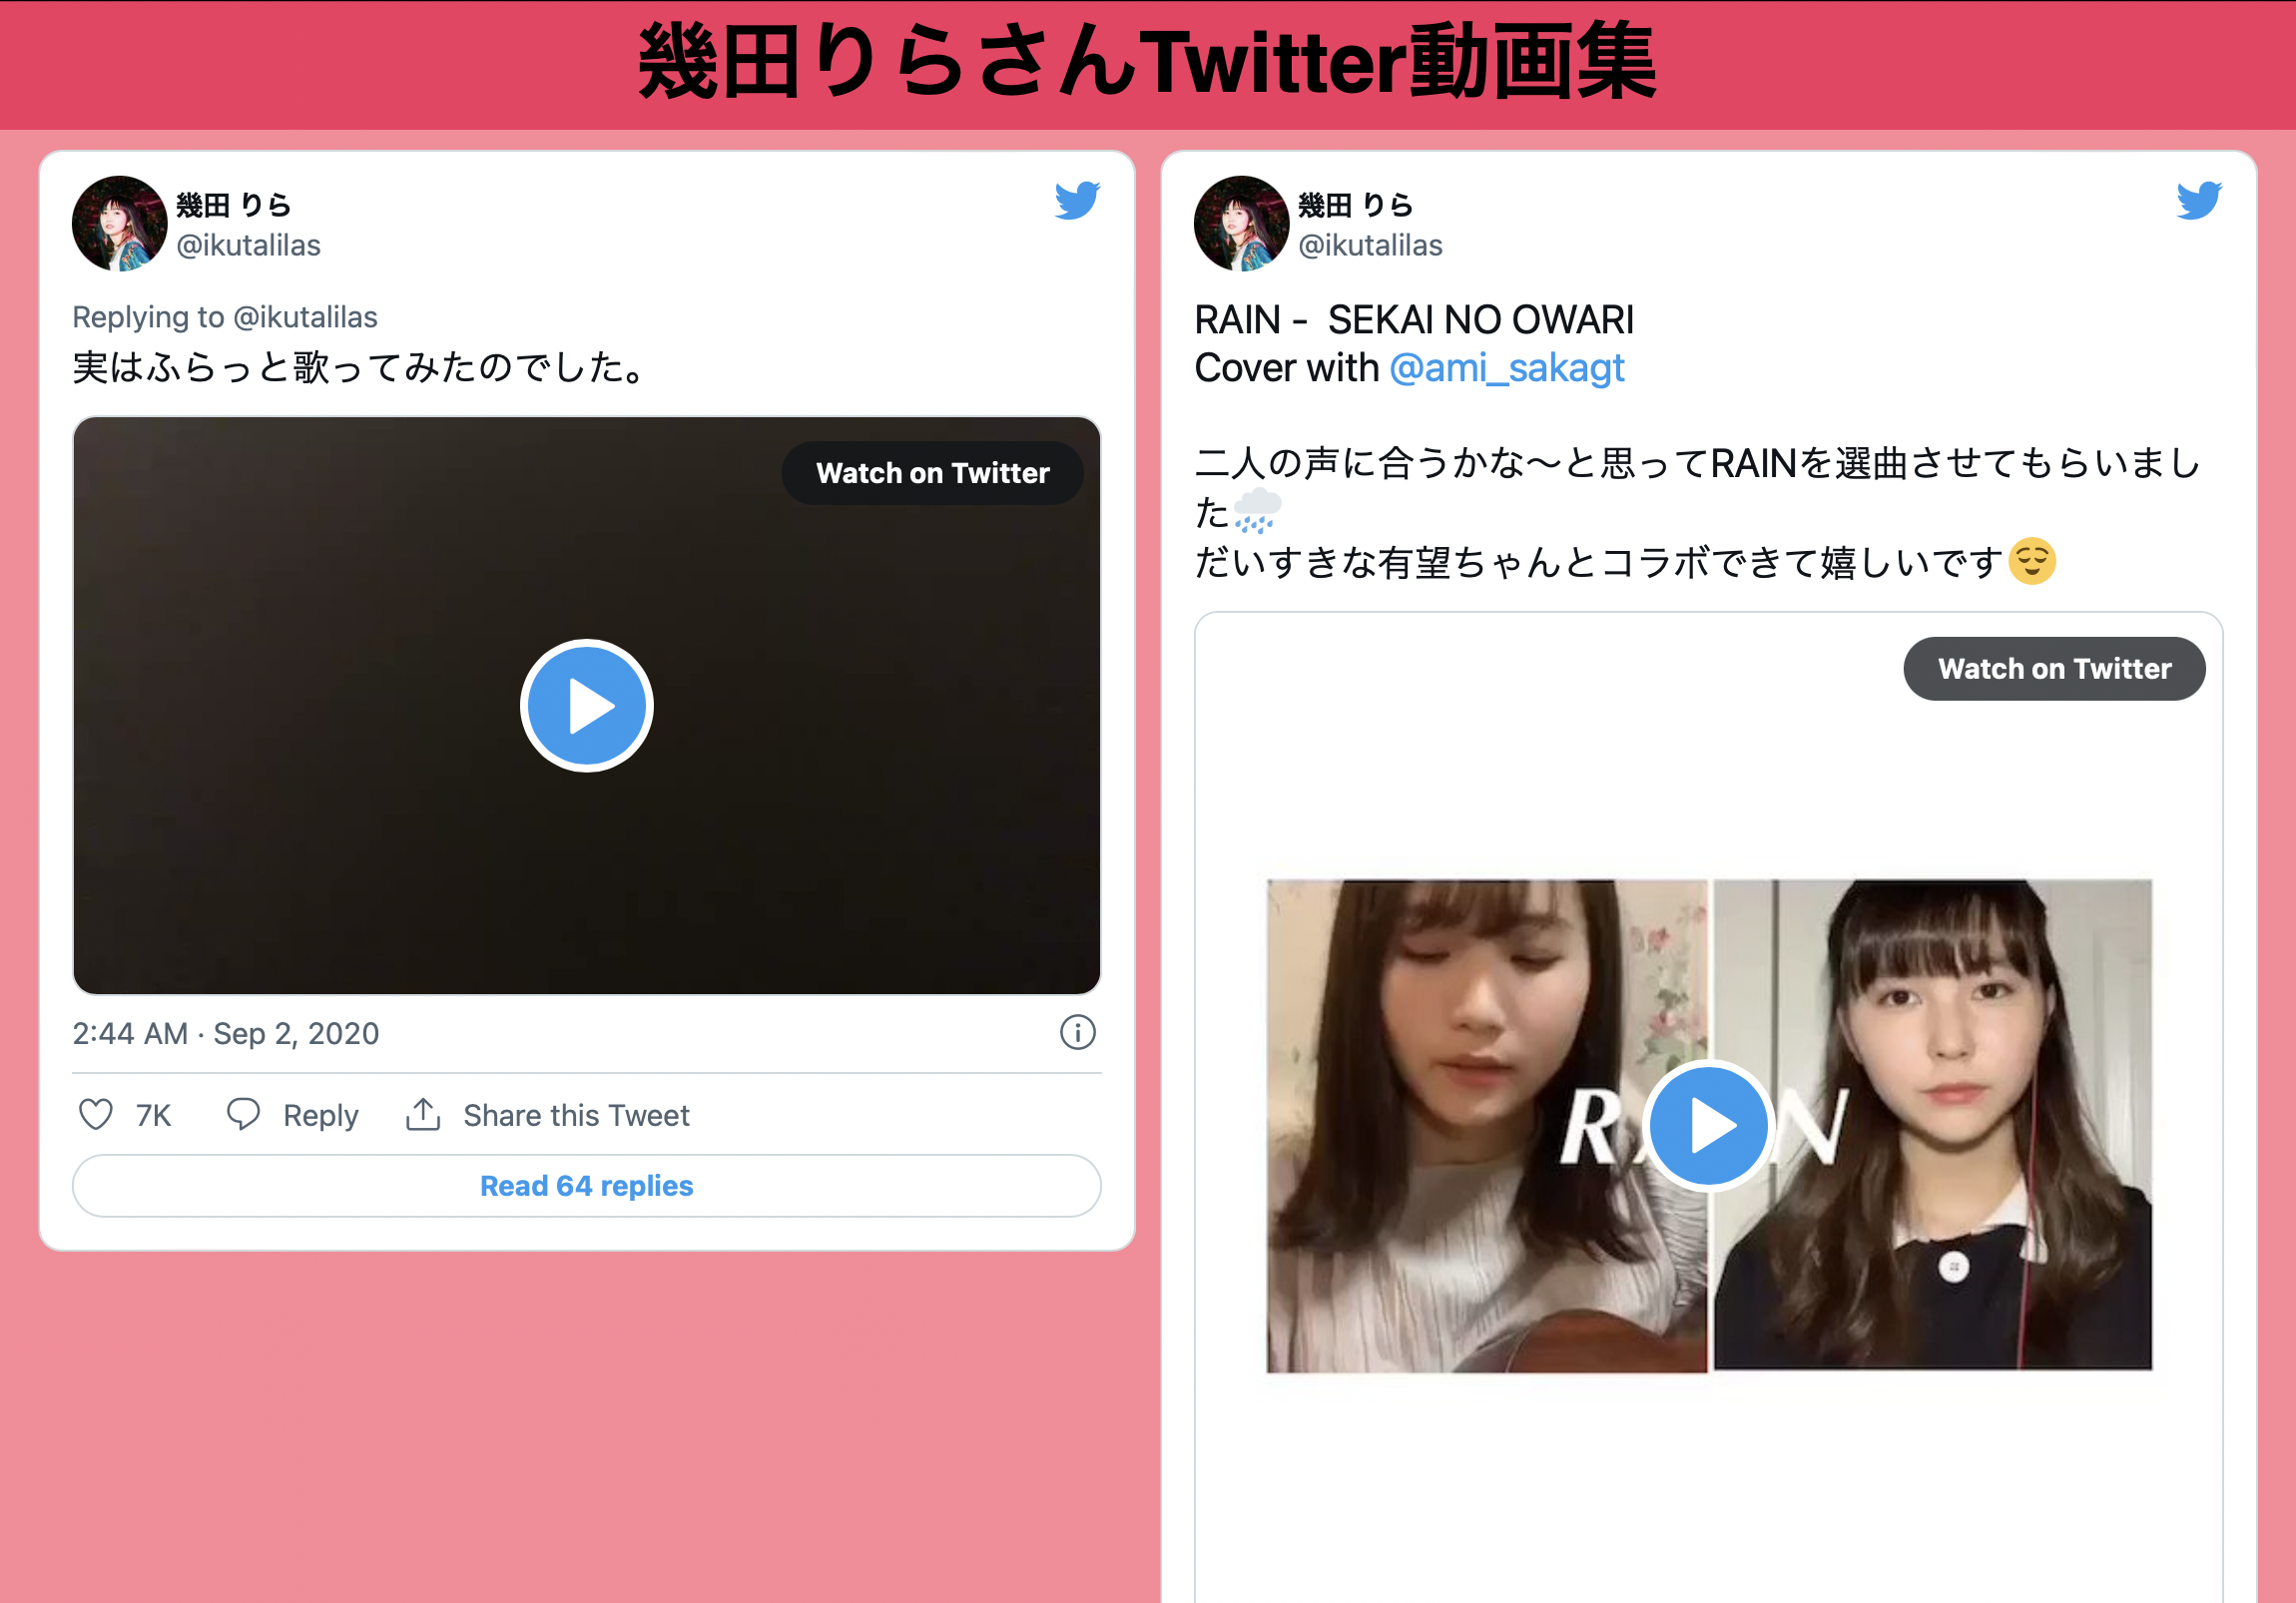 幾田りらさんTwitter動画集
幾田 りら
@ikutalilas
Replying to @ikutalilas
実はふらっと歌ってみたのでした。
Watch on Twitter
2:44 AM · Sep 2, 2020
7K Reply Share this Tweet
Read 64 replies
幾田 りら
@ikutalilas
RAIN - SEKAI NO OWARI
Cover with @ami_sakagt
二人の声に合うかな〜と思ってRAINを選曲させてもらいまし
た🌧
だいすきな有望ちゃんとコラボできて嬉しいです😌
Watch on Twitter
RAIN